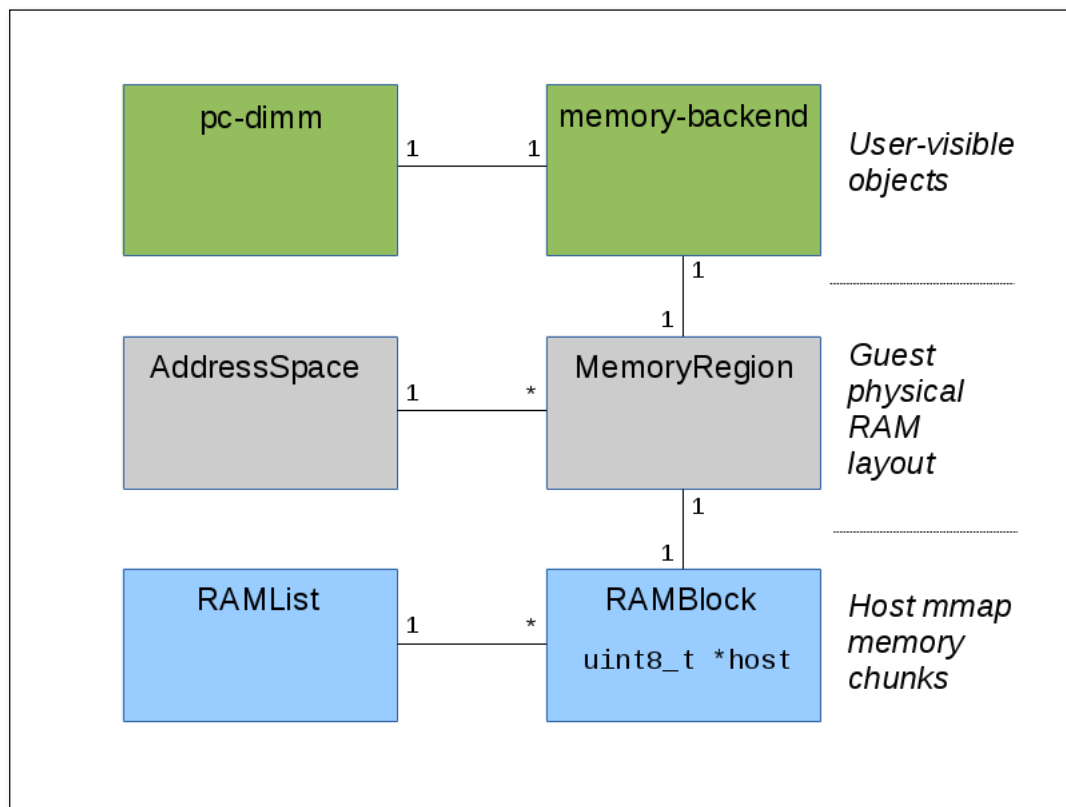 pc-dimm
memory-backend
1
1
User-visible
objects
1
1
AddressSpace
MemoryRegion
1
*
Guest
physical
RAM
layout
1
1
RAMList
RAMBlock
1
*
uint8_t *host
Host mmap
memory
chunks